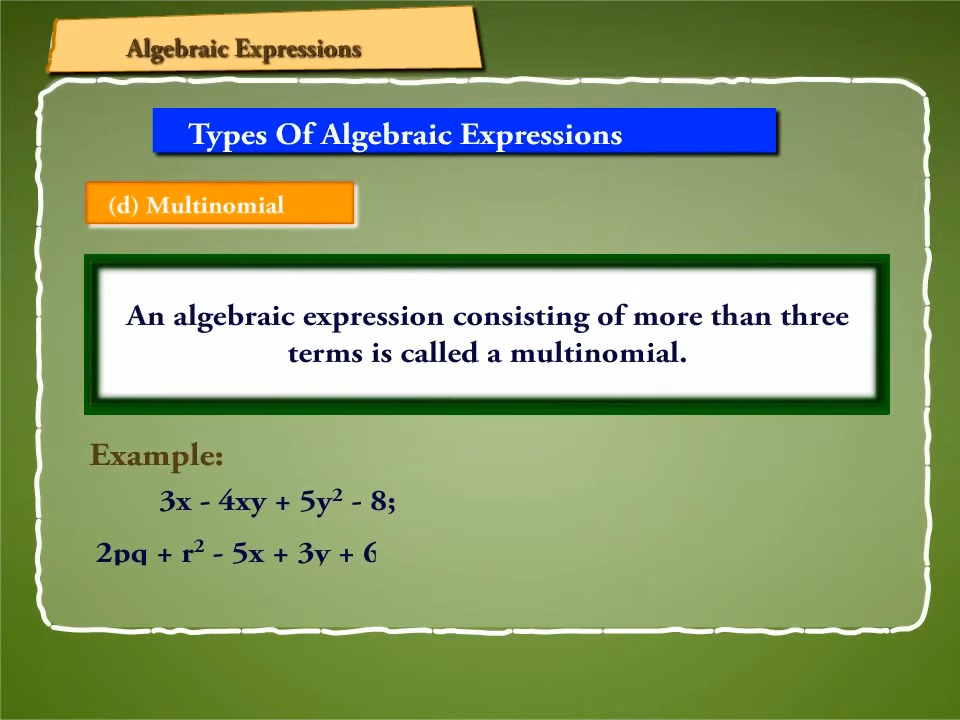 Algebraic Expressions
Types Of Algebraic Expressions
(d) Multinomial
An algebraic expression consisting of more than three
terms is called a multinomial.
Example:
3x - 4xy + 5y² - 8;
2pq + r² - 5x + 3y + 6